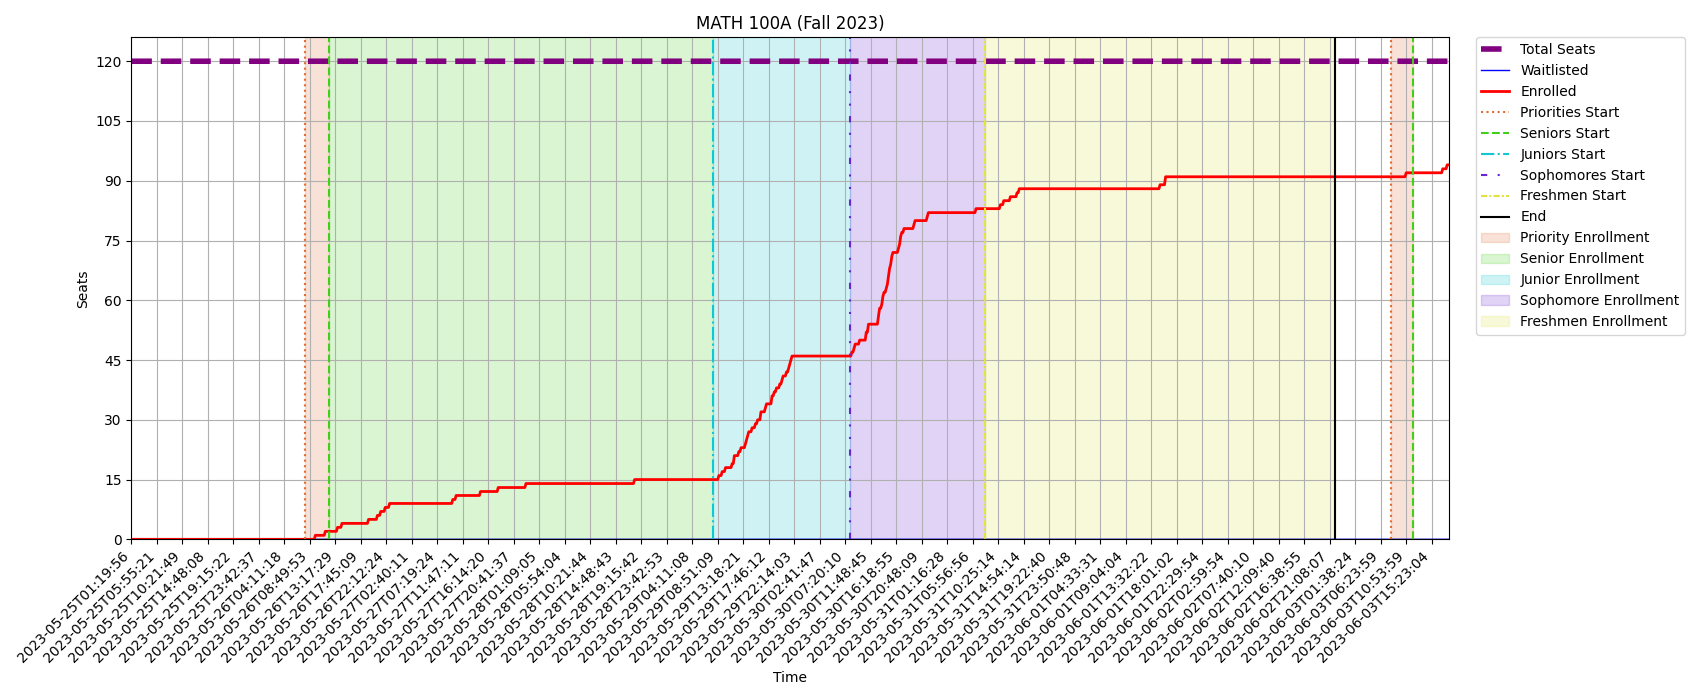 MATH 100A (Fall 2023)
Seats
120
105
90
75
60
45
30
15
0
2023-05-25T01:19:56
2023-05-25T05:55:21
2023-05-25T10:21:49
2023-05-25T14:48:08
2023-05-25T19:15:22
2023-05-25T23:42:37
2023-05-26T04:11:18
2023-05-26T08:49:53
2023-05-26T13:17:29
2023-05-26T17:45:09
2023-05-26T22:12:24
2023-05-27T02:40:11
2023-05-27T07:19:24
2023-05-27T11:47:11
2023-05-27T16:14:20
2023-05-27T20:41:37
2023-05-28T01:09:05
2023-05-28T05:54:04
2023-05-28T10:21:44
2023-05-28T14:48:43
2023-05-28T19:15:42
2023-05-28T23:42:53
2023-05-29T04:11:08
2023-05-29T08:51:09
2023-05-29T13:18:21
2023-05-29T17:46:12
2023-05-29T22:14:03
2023-05-30T02:41:47
2023-05-30T07:20:10
2023-05-30T11:48:45
2023-05-30T16:18:55
2023-05-30T20:48:09
2023-05-31T01:16:28
2023-05-31T05:56:56
2023-05-31T10:25:14
2023-05-31T14:54:14
2023-05-31T19:22:40
2023-05-31T23:50:48
2023-06-01T04:33:31
2023-06-01T09:04:04
2023-06-01T13:32:22
2023-06-01T18:01:02
2023-06-01T22:29:54
2023-06-02T02:59:54
2023-06-02T07:40:10
2023-06-02T12:09:40
2023-06-02T16:38:55
2023-06-02T21:08:07
2023-06-03T01:38:24
2023-06-03T06:23:59
2023-06-03T10:53:59
2023-06-03T15:23:04
Time
Total Seats
Waitlisted
Enrolled
Priorities Start
Seniors Start
Juniors Start
Sophomores Start
Freshmen Start
End
Priority Enrollment
Senior Enrollment
Junior Enrollment
Sophomore Enrollment
Freshmen Enrollment